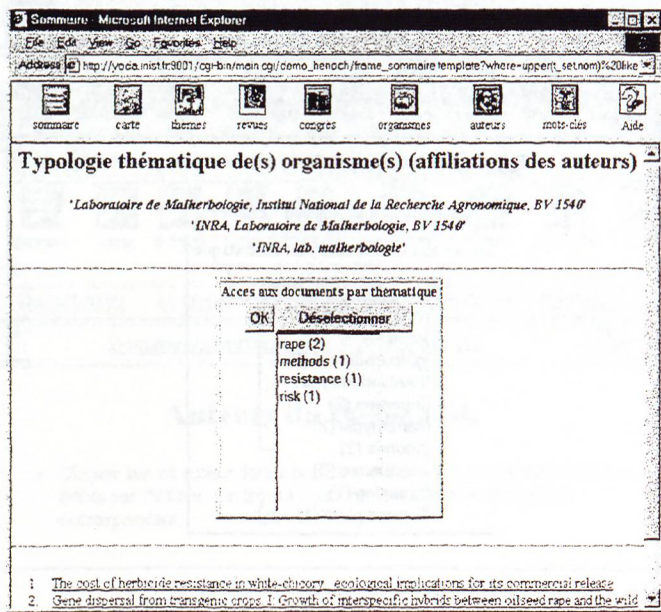 Sommaire - Microsoft Internet Explorer
File Edit View Go Favorites Help
Address http://yocia.inist.fr:9001/cgi-bin/main.cgi/demo_henoch/frame_sommaire.template?where=upper(t_set.nom)%20like
sommaire carte thèmes revues congres organismes auteurs mots-clés Aide
Typologie thématique de(s) organisme(s) (affiliations des auteurs)
'Laboratoire de Malherbologie, Institut National de la Recherche Agronomique, BV 1540'
'INRA, Laboratoire de Malherbologie, BV 1540'
'INRA, lab. malherbologie'
Acces aux documents par thematique
OK Déselectionner
rape (2)
methods (1)
resistance (1)
risk (1)
1 The cost of herbicide resistance in white-chicory ecological implications for its commercial release
2. Gene dispersal from transgenic crops. I. Growth of interspecific hybrids between oilseed rape and the wild